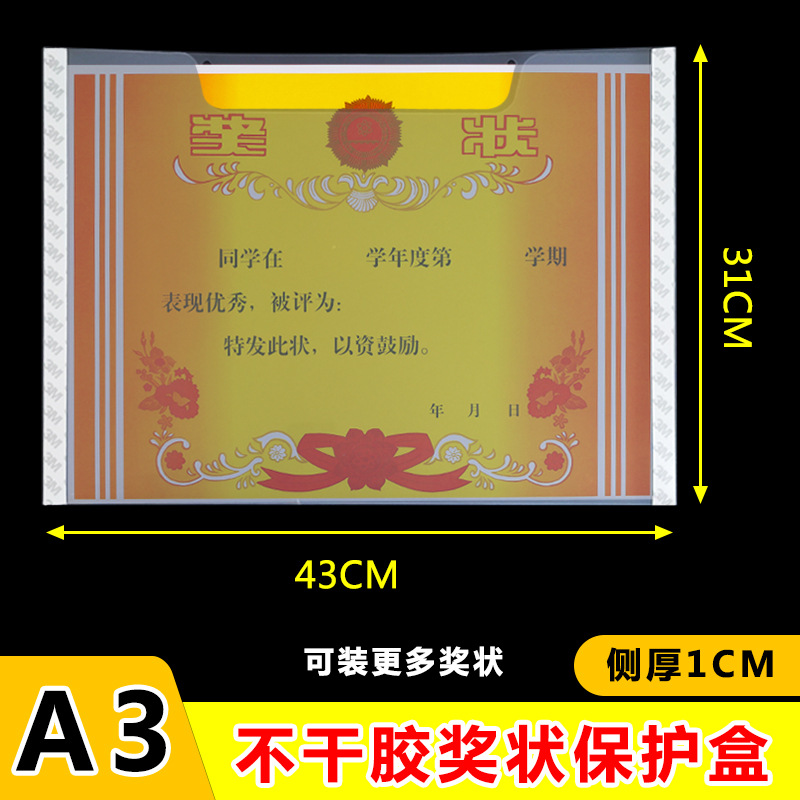 奖状
同学在 学年度第 学期
表现优秀，被评为：
特发此状，以资鼓励。
年 月 日
3M
3M
31CM
43CM
可装更多奖状
侧厚1CM
A3
不干胶奖状保护盒